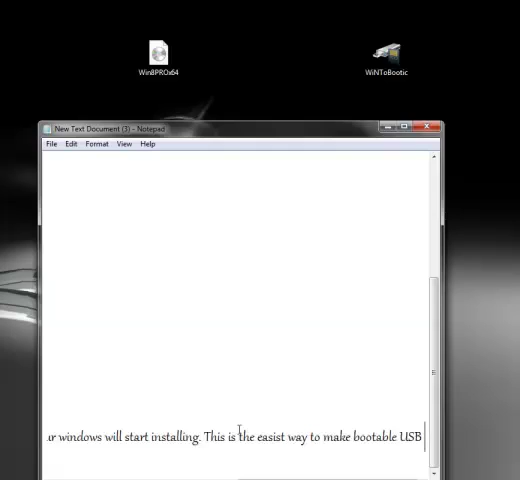 Win8PROx64
WiNToBootic
New Text Document (3) - Notepad
File Edit Format View Help
ur windows will start installing. This is the easist way to make bootable USB